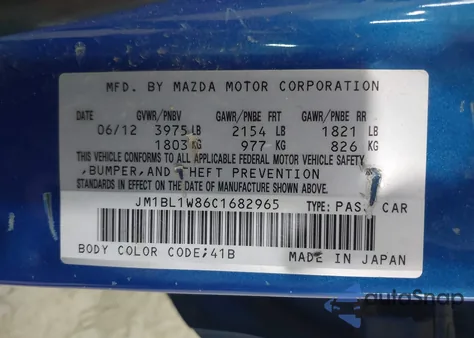 MFD. BY MAZDA MOTOR CORPORATION
DATE GVWR/PNBV GAWR/PNBE FRT GAWR/PNBE RR
06/12 3975 LB 2154 LB 1821 LB
1803 KG 977 KG 826 KG
THIS VEHICLE CONFORMS TO ALL APPLICABLE FEDERAL MOTOR VEHICLE SAFETY
,BUMPER,AND THEFT PREVENTION
STANDARDS IN EFFECT ON THE DATE OF MANUFACTURE SHOWN ABOVE.
JM1BL1W86C1682965 TYPE: PAS. CAR
BODY COLOR CODE;41B MADE IN JAPAN
autoSnap